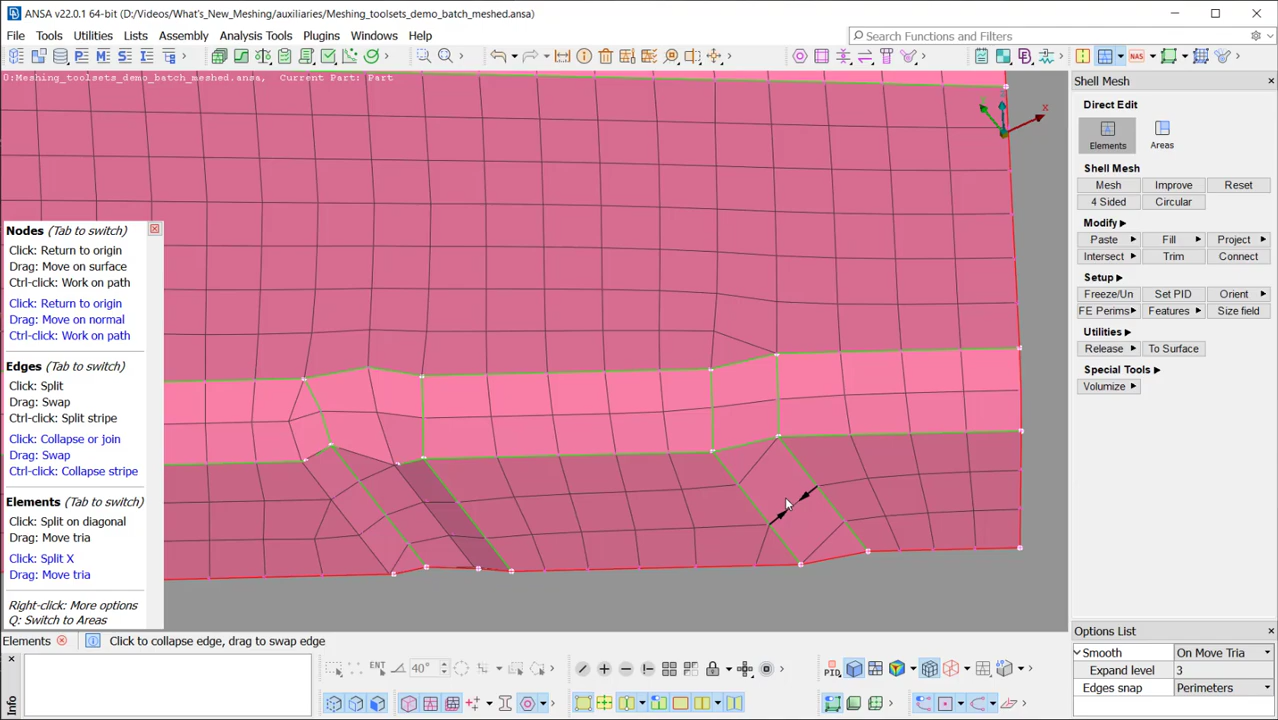 ANSA v22.0.1 64-bit (D:/Videos/What's_New_Meshing/auxiliaries/Meshing_toolsets_demo_batch_meshed.ansa)
File Tools Utilities Lists Assembly Analysis Tools Plugins Windows Help
Search Functions and Filters
NAS
0:Meshing_toolsets_demo_batch_meshed.ansa, Current Part: Part
X
Shell Mesh
Direct Edit
Elements Areas
Shell Mesh
Mesh Improve Reset
4 Sided Circular
Modify
Paste Fill Project
Intersect Trim Connect
Setup
Freeze/Un Set PID Orient
FE Perims Features Size field
Utilities
Release To Surface
Special Tools
Volumize
Nodes (Tab to switch)
Click: Return to origin
Drag: Move on surface
Ctrl-click: Work on path
Click: Return to origin
Drag: Move on normal
Ctrl-click: Work on path
Edges (Tab to switch)
Click: Split
Drag: Swap
Ctrl-click: Split stripe
Click: Collapse or join
Drag: Swap
Ctrl-click: Collapse stripe
Elements (Tab to switch)
Click: Split on diagonal
Drag: Move tria
Click: Split X
Drag: Move tria
Right-click: More options
Q: Switch to Areas
Elements Click to collapse edge, drag to swap edge
Options List
Smooth On Move Tria
Expand level 3
Edges snap Perimeters
Info
ENT 40°
PID